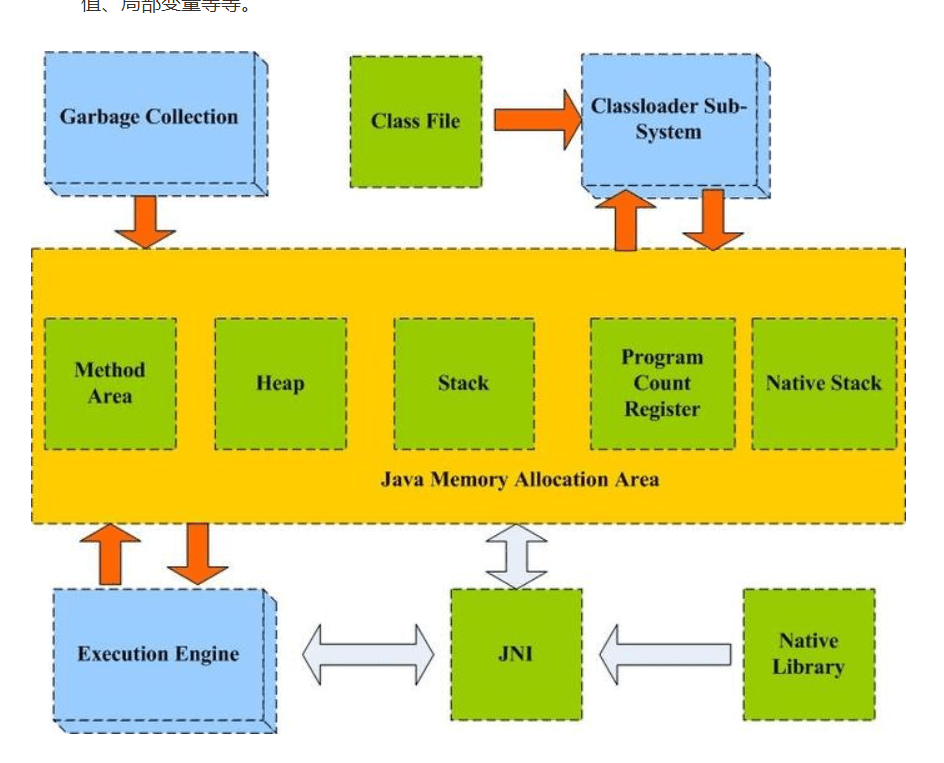 值、局部变量等等。
Garbage Collection
Class File
Classloader Sub-
System
Method
Area
Heap
Stack
Program
Count
Register
Native Stack
Java Memory Allocation Area
Execution Engine
JNI
Native
Library